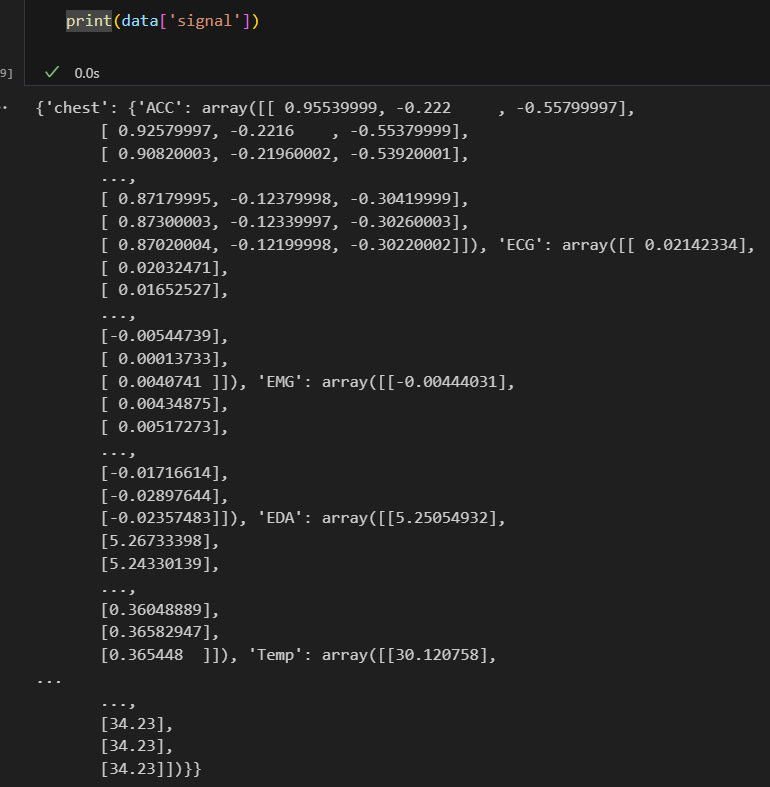 print(data['signal'])
9]
0.0s
{'chest': {'ACC': array([[ 0.95539999, -0.222     , -0.55799997],
[ 0.92579997, -0.2216    , -0.55379999],
[ 0.90820003, -0.21960002, -0.53920001],
...,
[ 0.87179995, -0.12379998, -0.30419999],
[ 0.87300003, -0.12339997, -0.30260003],
[ 0.87020004, -0.12199998, -0.30220002]]), 'ECG': array([[ 0.02142334],
[ 0.02032471],
[ 0.01652527],
...,
[-0.00544739],
[ 0.00013733],
[ 0.0040741 ]]), 'EMG': array([[-0.00444031],
[ 0.00434875],
[ 0.00517273],
...,
[-0.01716614],
[-0.02897644],
[-0.02357483]]), 'EDA': array([[5.25054932],
[5.26733398],
[5.24330139],
...,
[0.36048889],
[0.36582947],
[0.365448  ]]), 'Temp': array([[30.120758],
...
...,
[34.23],
[34.23],
[34.23]])}}